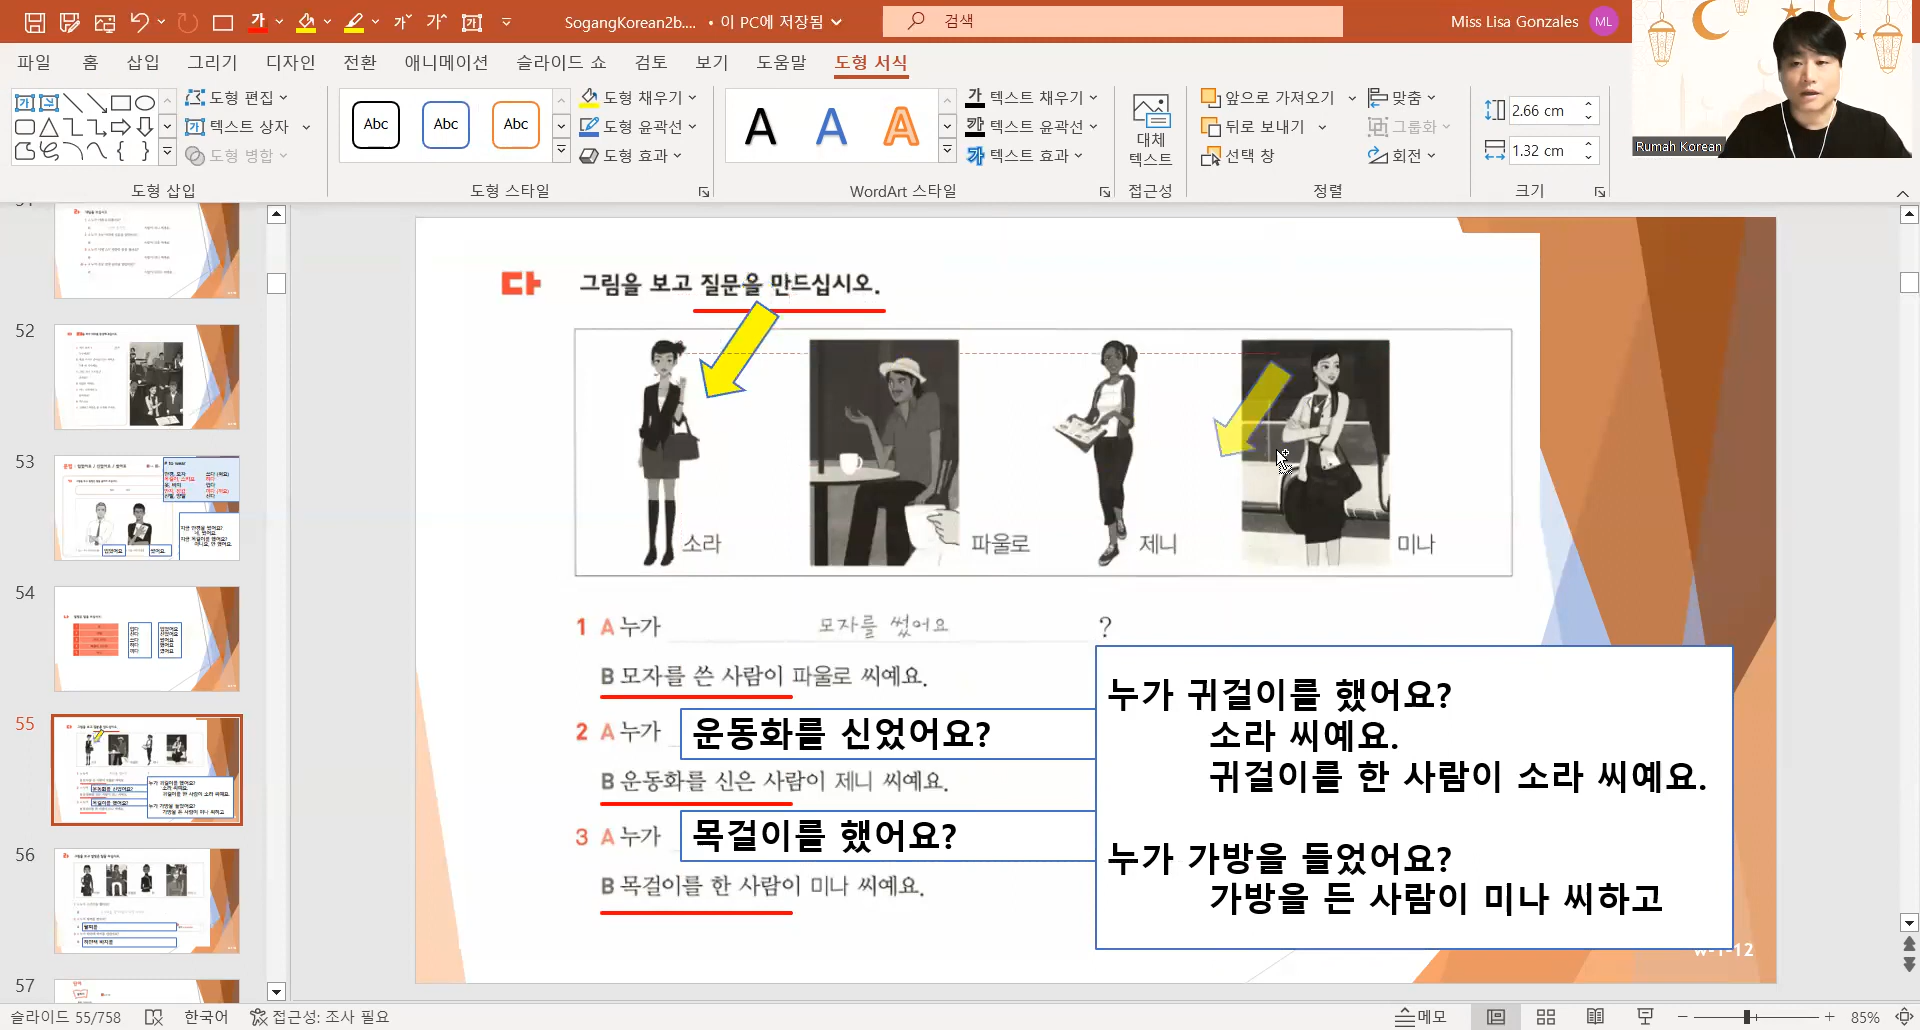 가
가ˇ
가^
가
SogangKorean2b.... • 이 PC에 저장됨
검색
Miss Lisa Gonzales
ML
파일 홈 삽입 그리기 디자인 전환 애니메이션 슬라이드 쇼 검토 보기 도움말 도형 서식
도형 편집
텍스트 상자
도형 병합
도형 삽입
Abc Abc Abc
도형 채우기
도형 윤곽선
도형 효과
도형 스타일
A A A
텍스트 채우기
텍스트 윤곽선
텍스트 효과
WordArt 스타일
대체
텍스트
접근성
앞으로 가져오기
뒤로 보내기
선택 창
맞춤
그룹화
회전
정렬
2.66 cm
1.32 cm
크기
Rumah Korean
52
53
54
55
56
57
다 그림을 보고 질문을 만드십시오.
소라
파울로
제니
미나
1 A 누가 모자를 썼어요 ?
B 모자를 쓴 사람이 파울로 씨예요.
2 A 누가 운동화를 신었어요?
B 운동화를 신은 사람이 제니 씨예요.
3 A 누가 목걸이를 했어요?
B 목걸이를 한 사람이 미나 씨예요.
누가 귀걸이를 했어요?
소라 씨예요.
귀걸이를 한 사람이 소라 씨예요.
누가 가방을 들었어요?
가방을 든 사람이 미나 씨하고
w-1-12
슬라이드 55/758
한국어
접근성: 조사 필요
메모
85%